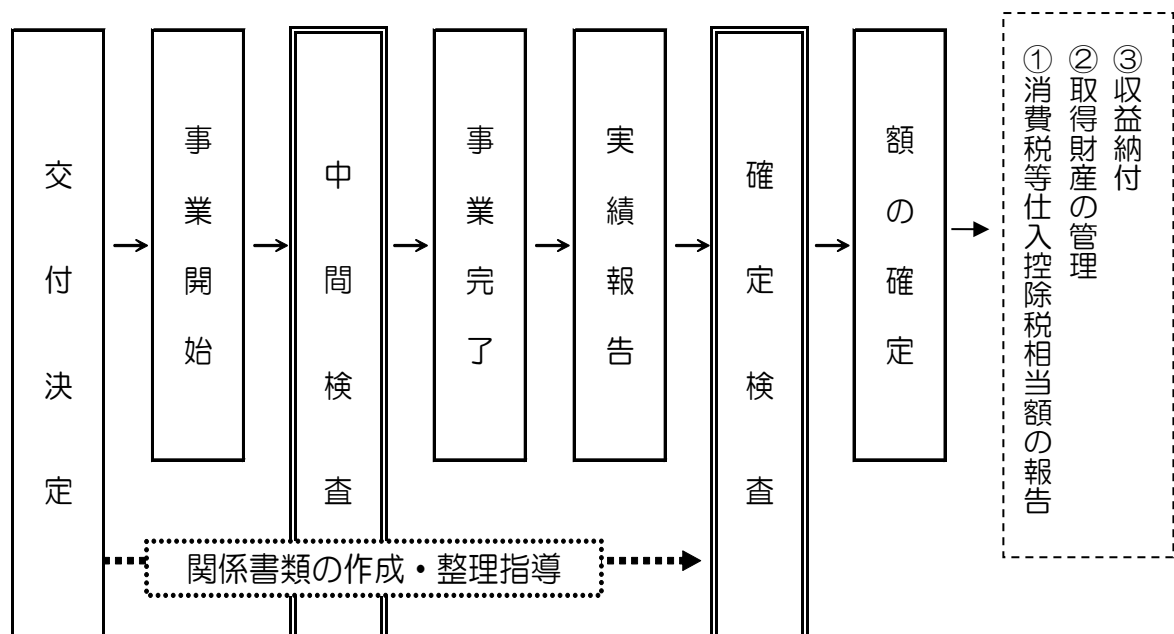 交付決定
事業開始
中間検査
事業完了
実績報告
確定検査
額の確定
③収益納付
②取得財産の管理
①消費税等仕入控除税相当額の報告
関係書類の作成・整理指導